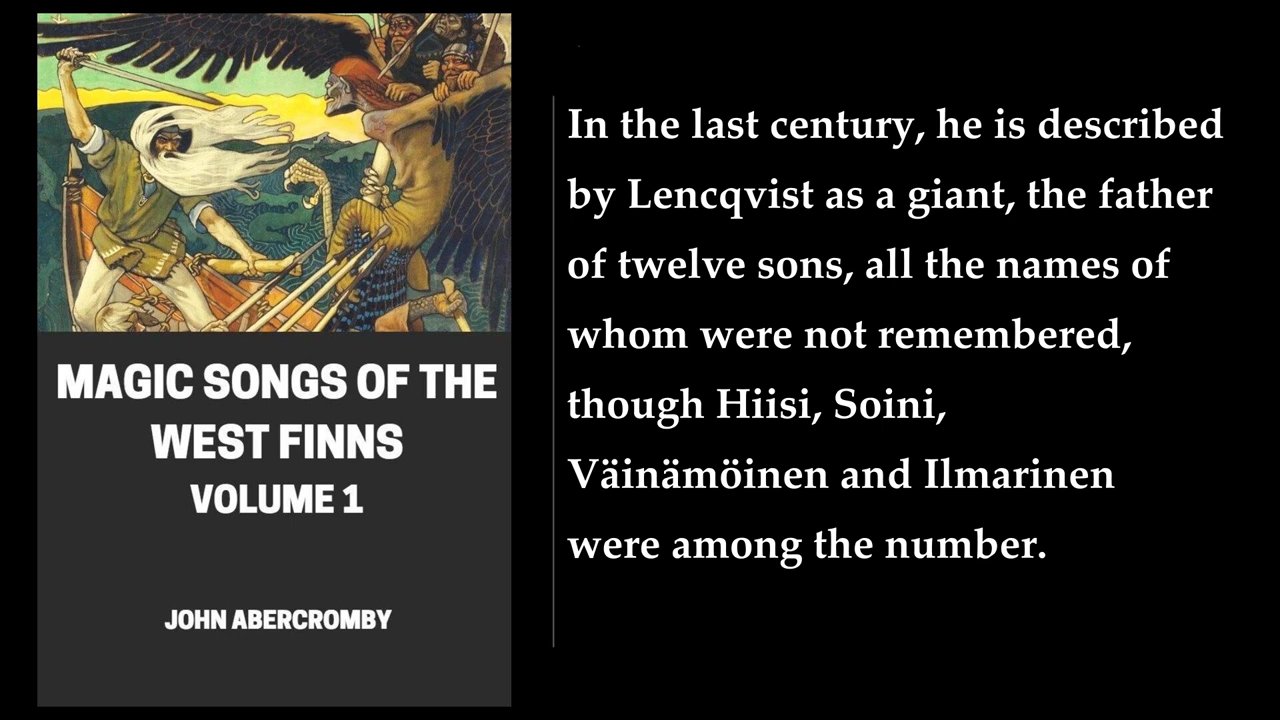 MAGIC SONGS OF THE
WEST FINNS
VOLUME 1
JOHN ABERCROMBY
In the last century, he is described
by Lencqvist as a giant, the father
of twelve sons, all the names of
whom were not remembered,
though Hiisi, Soini,
Väinämöinen and Ilmarinen
were among the number.